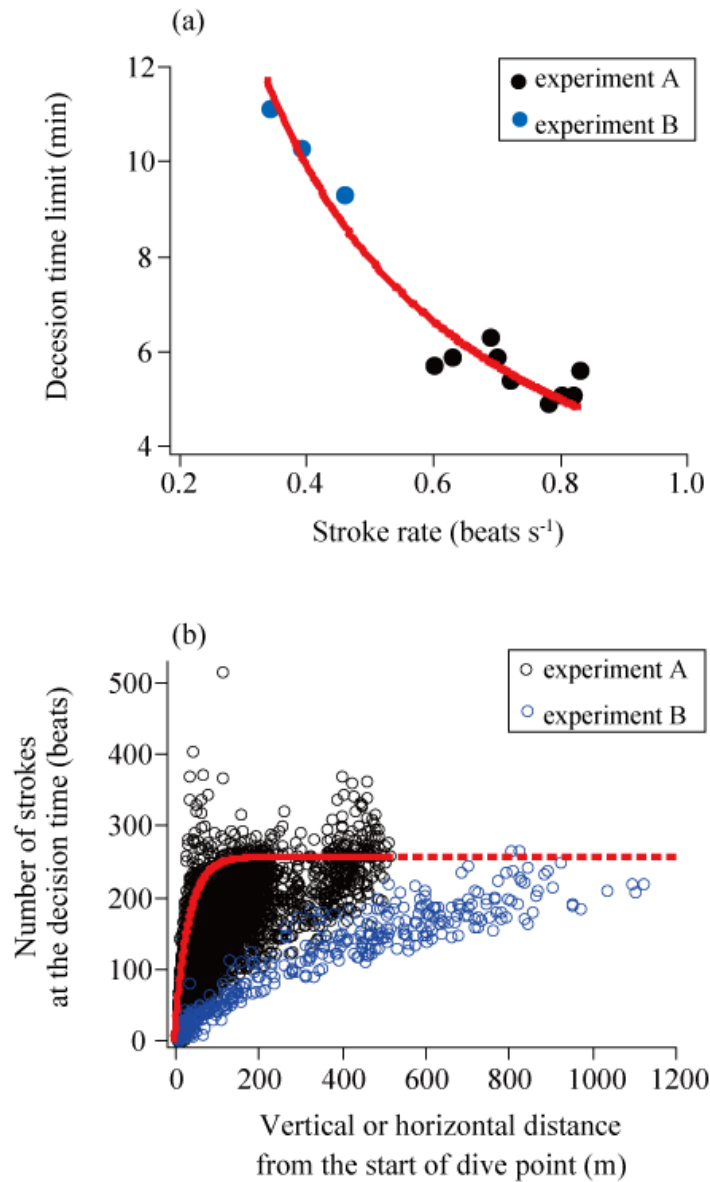 (a)
12
10
8
6
4
Decesion time limit (min)
experiment A
experiment B
0.2 0.4 0.6 0.8 1.0
Stroke rate (beats s⁻¹)
(b)
500
400
300
200
100
0
Number of strokes
at the decision time (beats)
experiment A
experiment B
0 200 400 600 800 1000 1200
Vertical or horizontal distance
from the start of dive point (m)